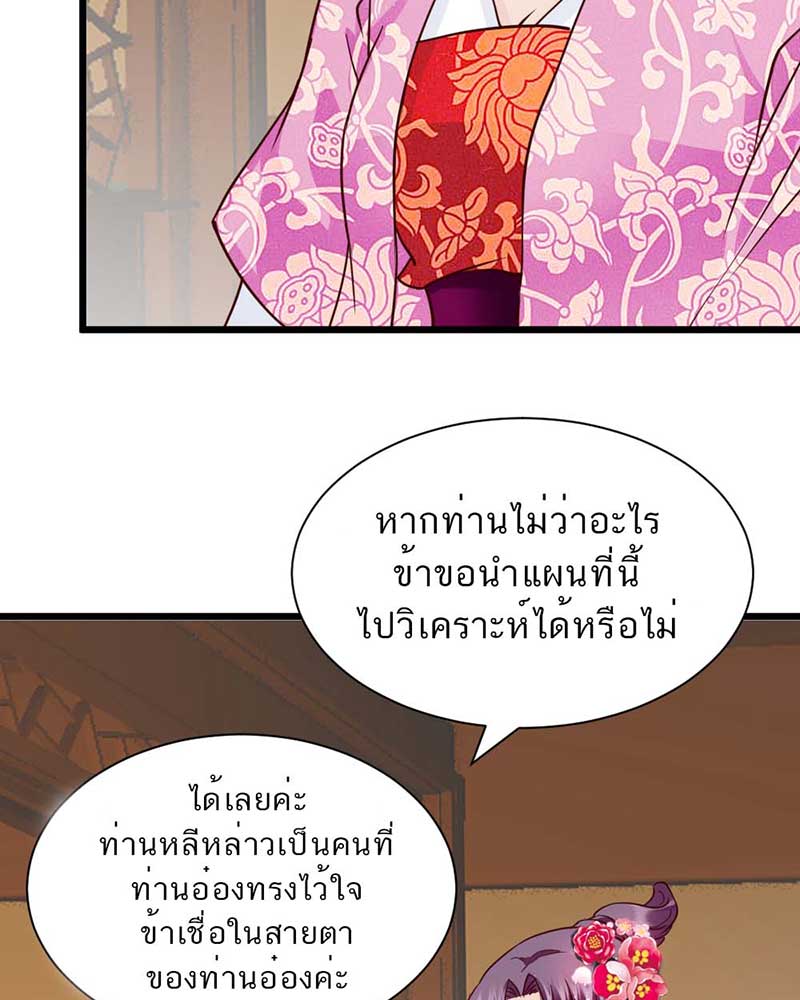 หากท่านไม่ว่าอะไร
ข้าขอนำแผนที่นี้
ไปวิเคราะห์ได้หรือไม่
ได้เลยค่ะ
ท่านหลีหล่าวเป็นคนที่
ท่านอ๋องทรงไว้ใจ
ข้าเชื่อในสายตา
ของท่านอ๋องค่ะ